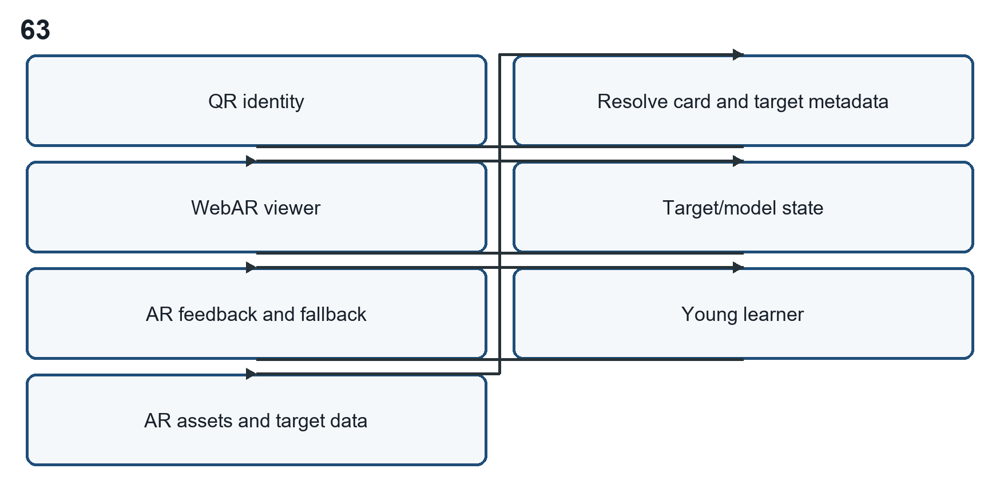 63
QR identity
Resolve card and target metadata
WebAR viewer
Target/model state
AR feedback and fallback
Young learner
AR assets and target data